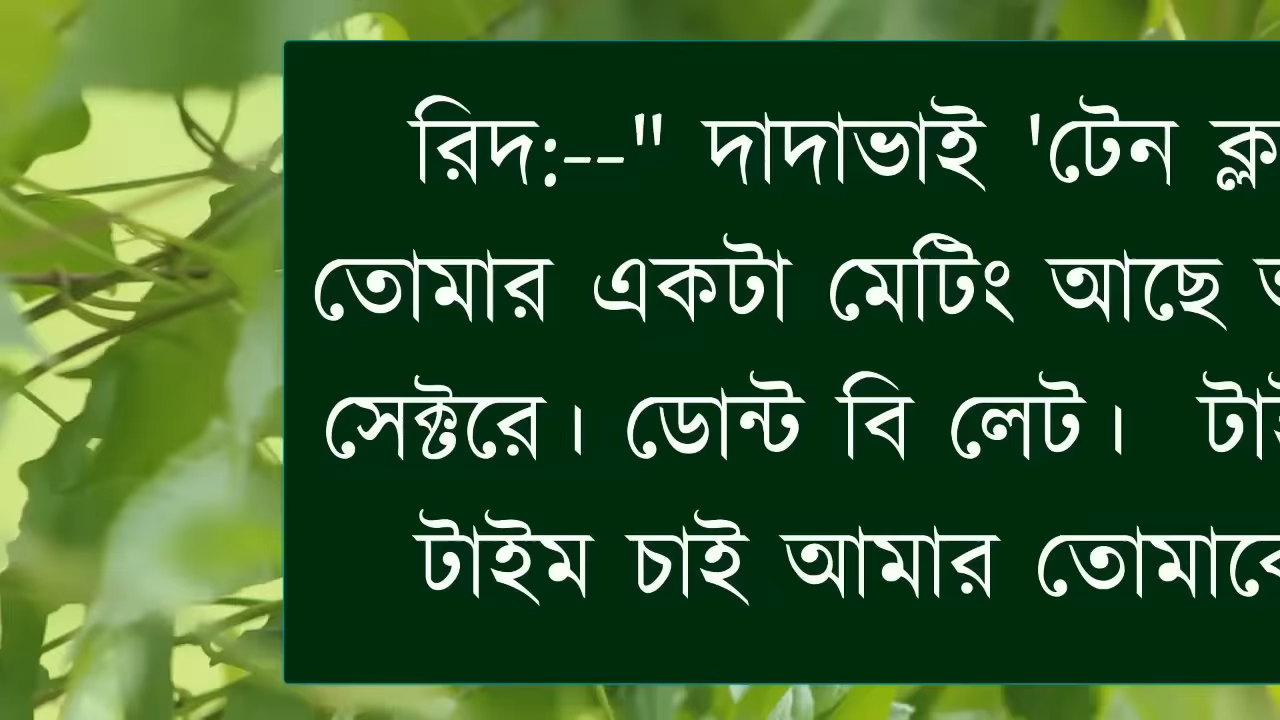 রিদ:--" দাদাভাই 'টেন
তোমার একটা মেটিং আছে
সেক্টরে। ডোন্ট বি লেট।
টাইম চাই আমার